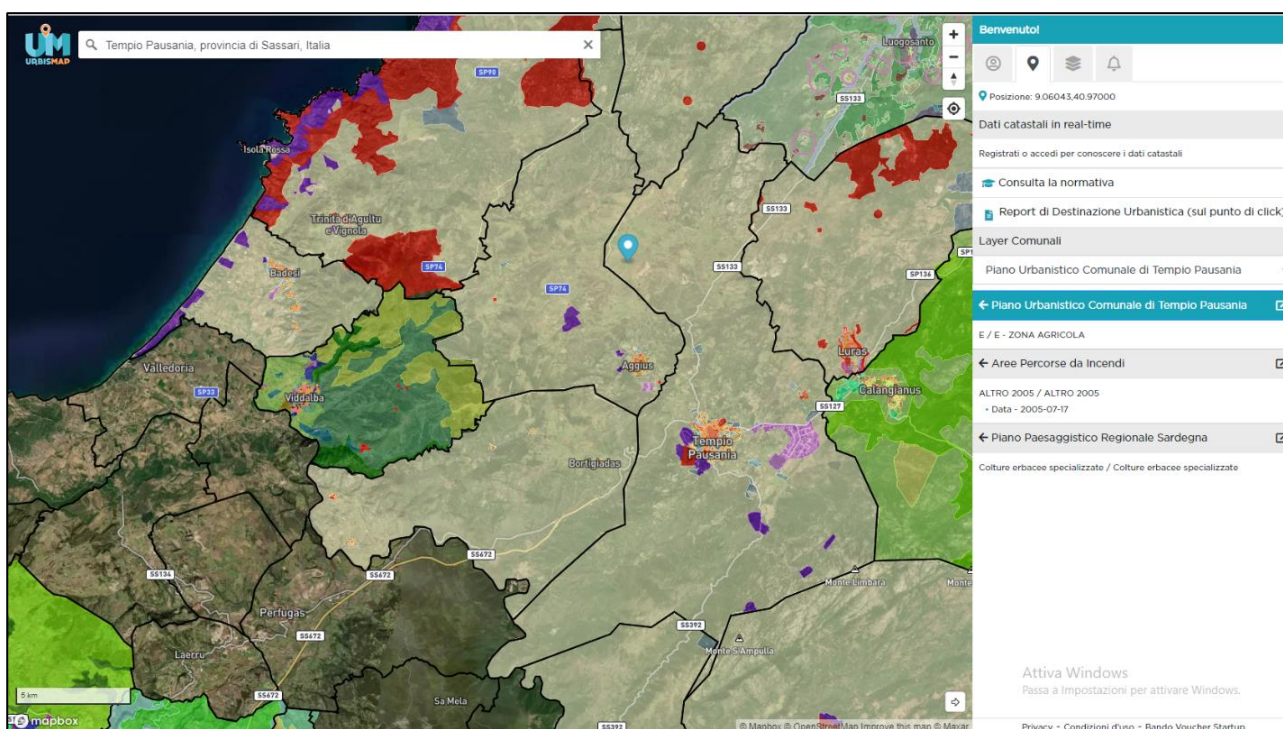 UM
URBISMAP
Tempio Pausania, provincia di Sassari, Italia
Luogosanto
SP90
SS133
Isola Rossa
Trinità d'Agultu
e Vignola
SS133
Badesi
SP74
SS133
SP136
SP74
Valledoria
Luras
Aggius
SP33
Viddalba
Calangianus
SS127
Tempio
Pausania
Bortigiadas
SS672
SS134
SS672
Monte Limbara
Monte
Perfugas
SS672
SS392
Monte S'Ampulla
Laerru
SS672
Sa Mela
5 km
mapbox
SS392
© Mapbox © OpenStreetMap Improve this map © Maxar
Benvenuto!
Posizione: 9.06043,40.97000
Dati catastali in real-time
Registrati o accedi per conoscere i dati catastali
Consulta la normativa
Report di Destinazione Urbanistica (sul punto di click)
Layer Comunali
Piano Urbanistico Comunale di Tempio Pausania
Piano Urbanistico Comunale di Tempio Pausania
E / E - ZONA AGRICOLA
Aree Percorse da Incendi
ALTRO 2005 / ALTRO 2005
• Data - 2005-07-17
Piano Paesaggistico Regionale Sardegna
Colture erbacee specializzate / Colture erbacee specializzate
Attiva Windows
Passa a Impostazioni per attivare Windows.
Privacy - Condizioni d'uso - Bando Voucher Startup